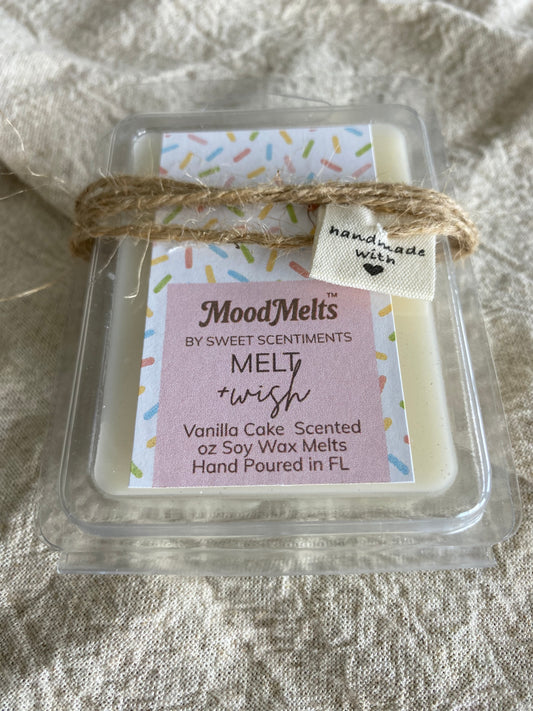 handmade
with
MoodMelts™
BY SWEET SCENTIMENTS
MELT
+wish
Vanilla Cake Scented
oz Soy Wax Melts
Hand Poured in FL